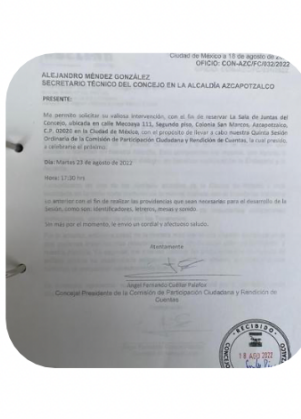 Ciudad de México a 18 de agosto de
OFICIO: CON-AZC/FC/032/2022
ALEJANDRO MÉNDEZ GONZÁLEZ
SECRETARIO TÉCNICO DEL CONCEJO EN LA ALCALDÍA AZCAPOTZALCO
PRESENTE:
Me permito solicitar su valiosa intervención, con el fin de reservar La Sala de Juntas del
Concejo, ubicada en calle Mecoaya 111, Segundo piso, Colonia San Marcos, Azcapotzalco,
C.P. 02020 en la Ciudad de México, con el propósito de llevar a cabo nuestra Quinta Sesión
Ordinaria de la Comisión de Participación Ciudadana y Rendición de Cuentas, la cual
a celebrarse el próximo
Día: Martes 23 de agosto de 2022
Hora: 17:30 hrs
Lo anterior con el fin de realizar las providencias que sean necesarias para el desarrollo de la
Sesión, como son identificadores, letreros, mesas y sonido
Sin más por el momento, le envío un cordial y afectuoso saludo.
Atentamente
Ángel Fernando
Concejal Presidente de la Comisión de Participación Ciudadana y Rendición de
Cuentas
RECIBIDO
18 AGO 2022